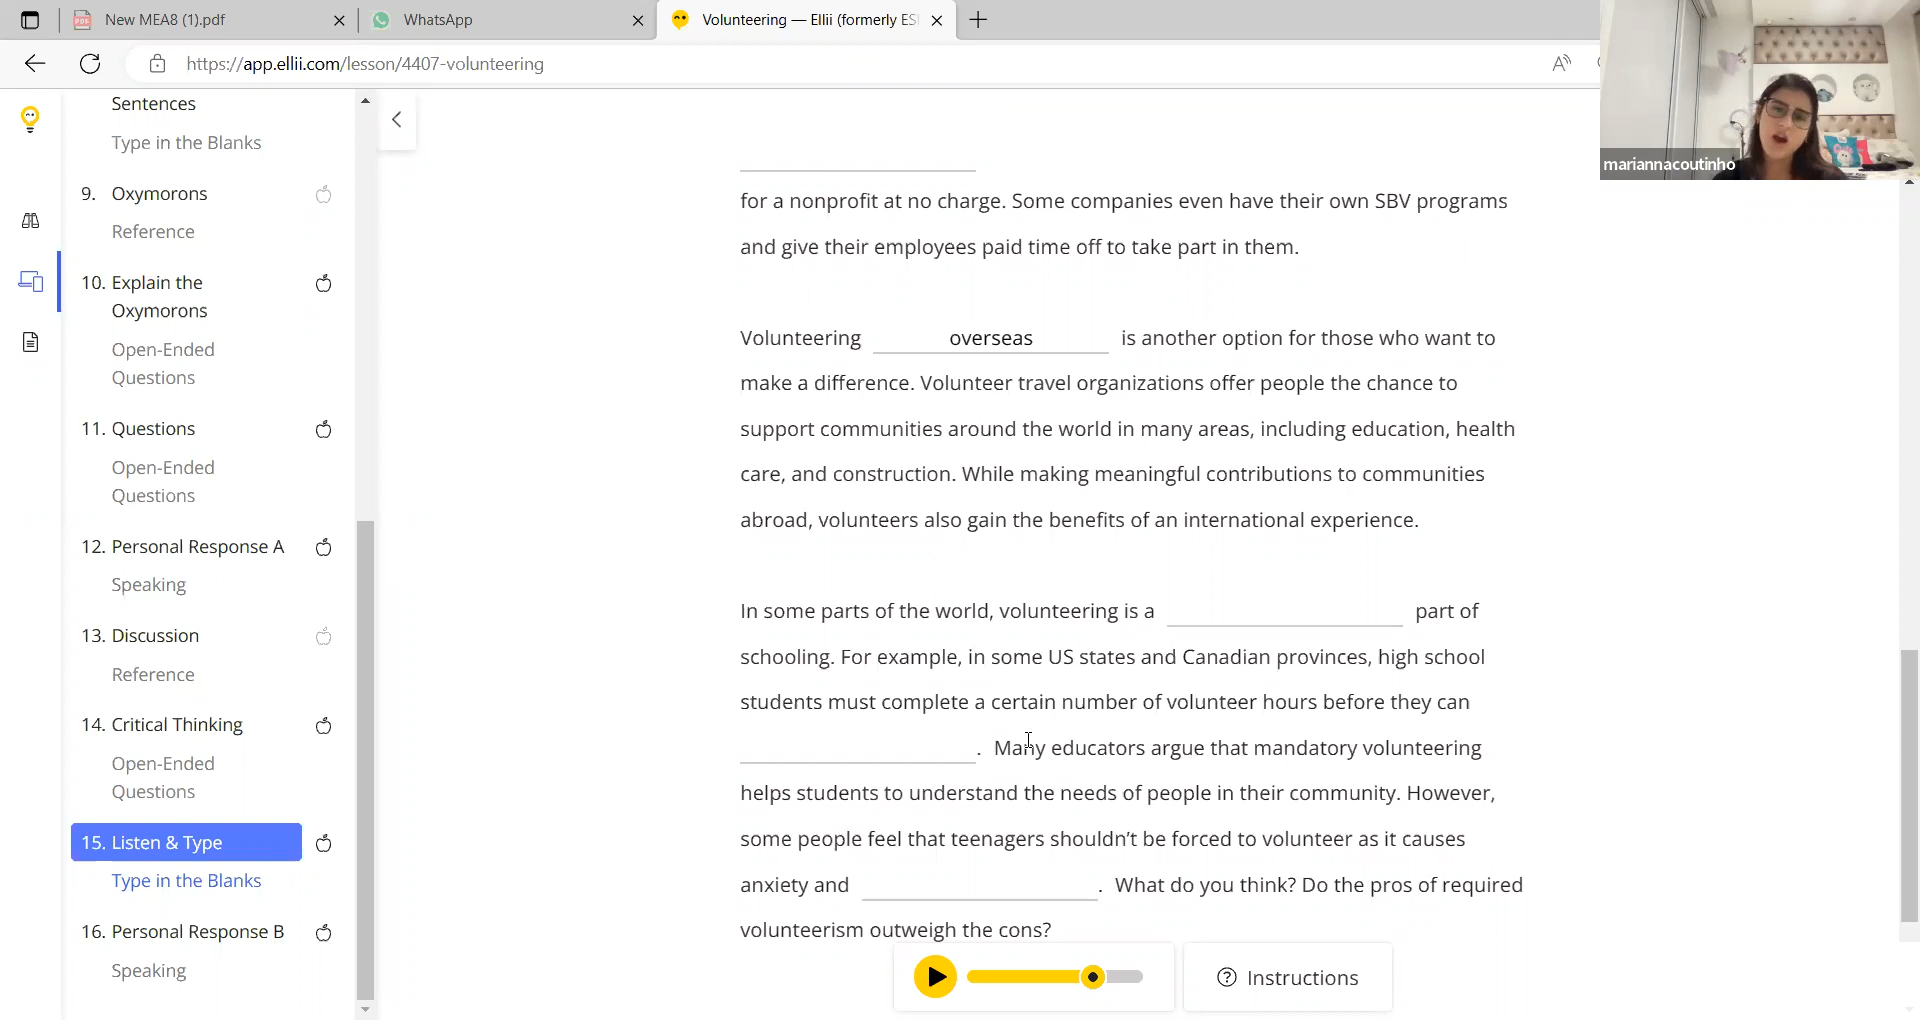 New MEA8 (1).pdf
WhatsApp
Volunteering — Ellii (formerly ES
https://app.ellii.com/lesson/4407-volunteering
mariannacoutinho
Sentences
Type in the Blanks
9. Oxymorons
Reference
10. Explain the
Oxymorons
Open-Ended
Questions
11. Questions
Open-Ended
Questions
12. Personal Response A
Speaking
13. Discussion
Reference
14. Critical Thinking
Open-Ended
Questions
15. Listen & Type
Type in the Blanks
16. Personal Response B
Speaking
for a nonprofit at no charge. Some companies even have their own SBV programs
and give their employees paid time off to take part in them.
Volunteering overseas is another option for those who want to
make a difference. Volunteer travel organizations offer people the chance to
support communities around the world in many areas, including education, health
care, and construction. While making meaningful contributions to communities
abroad, volunteers also gain the benefits of an international experience.
In some parts of the world, volunteering is a part of
schooling. For example, in some US states and Canadian provinces, high school
students must complete a certain number of volunteer hours before they can
. Many educators argue that mandatory volunteering
helps students to understand the needs of people in their community. However,
some people feel that teenagers shouldn't be forced to volunteer as it causes
anxiety and . What do you think? Do the pros of required
volunteerism outweigh the cons?
Instructions